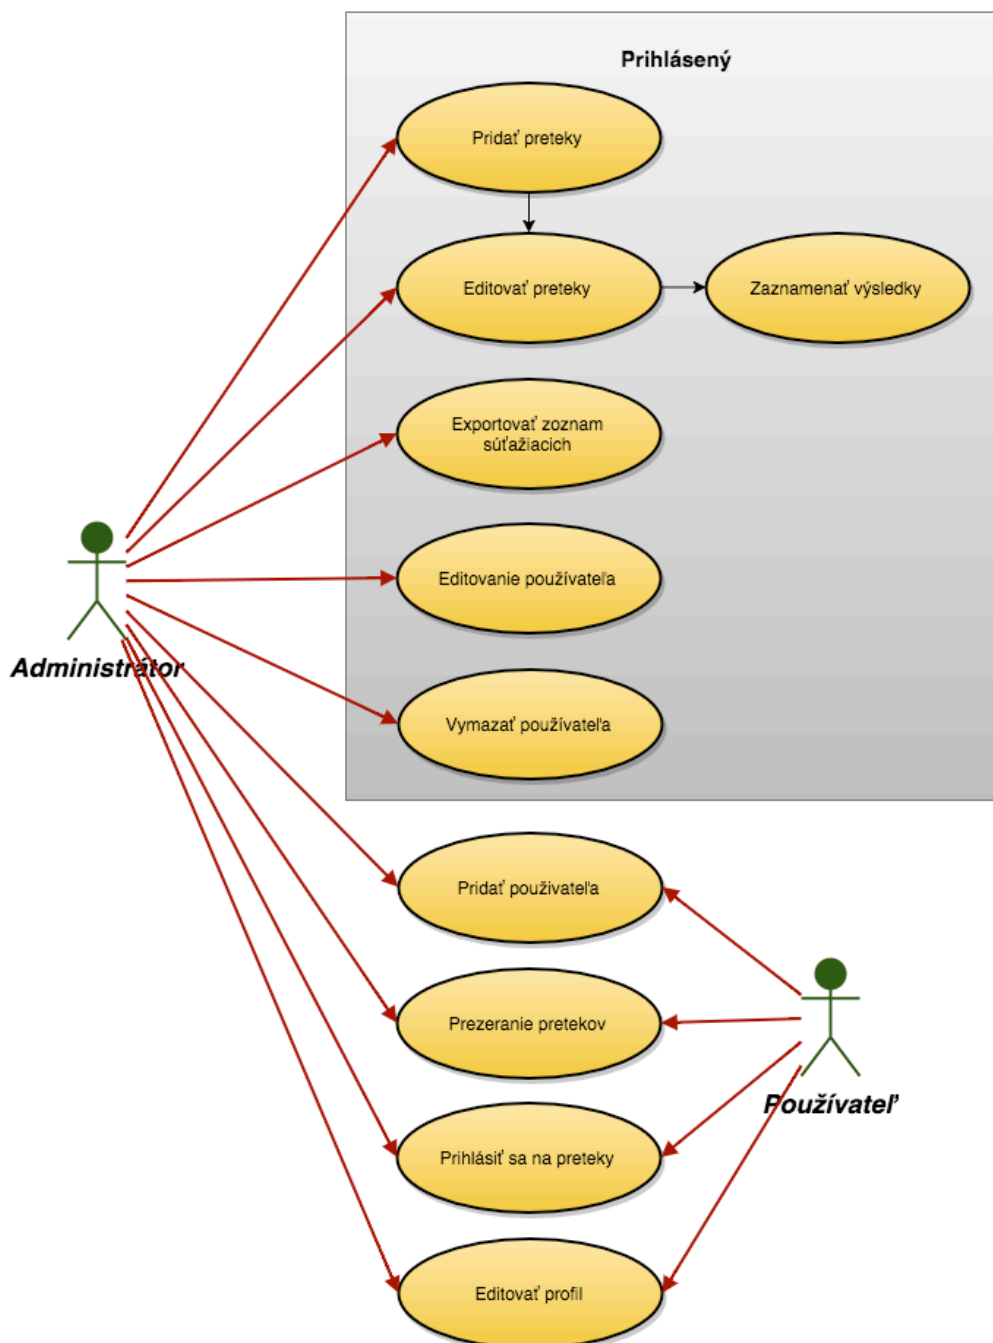 Prihlásený
Pridať preteky
Editovať preteky
Zaznamenať výsledky
Exportovať zoznam
súťažiacich
Editovanie používateľa
Administrátor
Vymazať používateľa
Pridať použivateľa
Prezeranie pretekov
Používateľ
Prihlásiť sa na preteky
Editovať profil